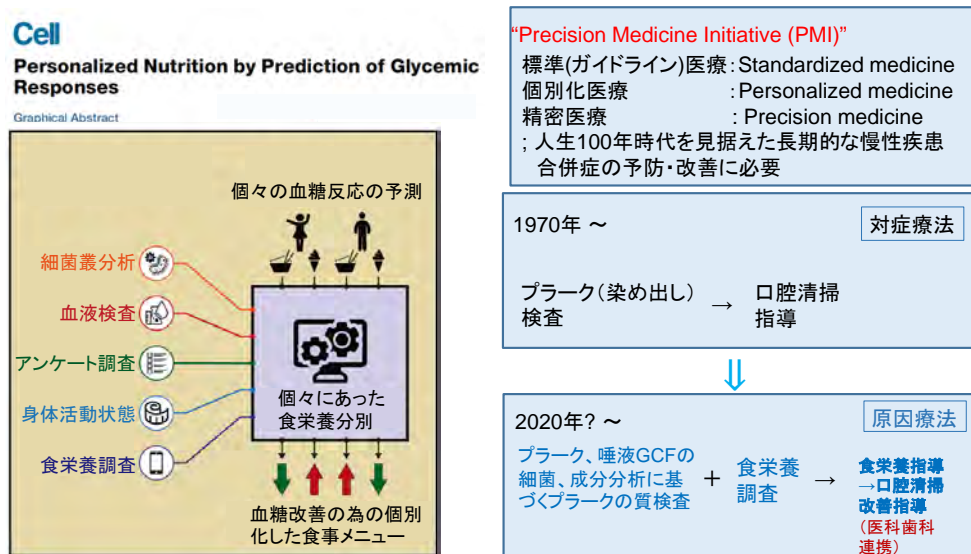 Cell
Personalized Nutrition by Prediction of Glycemic
Responses
Graphical Abstract
個々の血糖反応の予測
細菌叢分析
血液検査
アンケート調査
身体活動状態
食栄養調査
個々にあった
食栄養分別
血糖改善の為の個別
化した食事メニュー
“Precision Medicine Initiative (PMI)”
標準(ガイドライン)医療:Standardized medicine
個別化医療 :Personalized medicine
精密医療 : Precision medicine
; 人生100年時代を見据えた長期的な慢性疾患
合併症の予防・改善に必要
1970年 ~
対症療法
プラーク(染め出し)
検査
→
口腔清掃
指導
⇓
2020年? ~
原因療法
プラーク、唾液GCFの
細菌、成分分析に基
づくプラークの質検査
+
食栄養
調査
→
食栄養指導
→口腔清掃
改善指導
(医科歯科
連携)